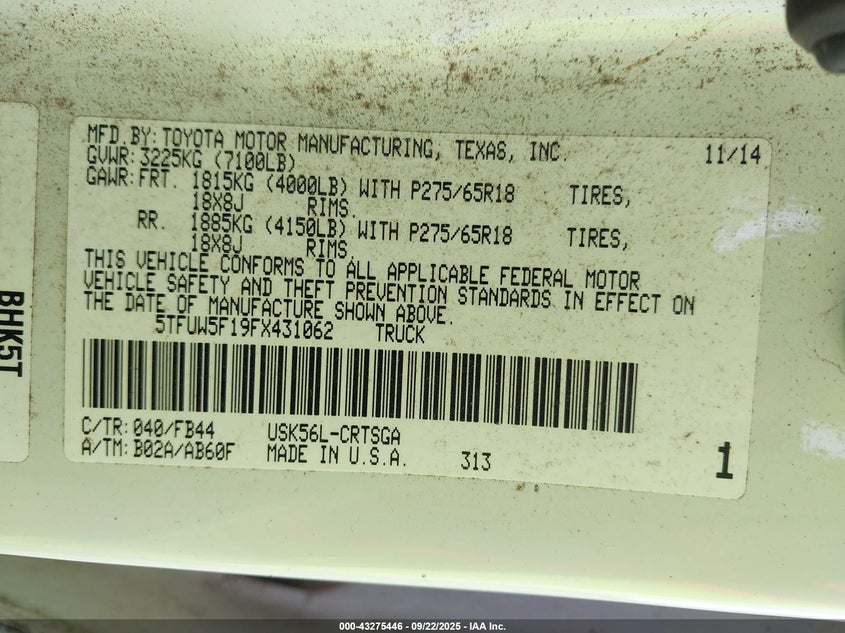 MFD.BY:TOYOTA MOTOR MANUFACTURING, TEXAS, INC. 11/14
GVWR:3225KG (7100LB)
GAWR:FRT. 1815KG (4000LB) WITH P275/65R18 TIRES,
18X8J RIMS.
RR. 1885KG (4150LB) WITH P275/65R18 TIRES,
18X8J RIMS.
THIS VEHICLE CONFORMS TO ALL APPLICABLE FEDERAL MOTOR
VEHICLE SAFETY AND THEFT PREVENTION STANDARDS IN EFFECT ON
THE DATE OF MANUFACTURE SHOWN ABOVE.
5TFUW5F19FX431062 TRUCK
C/TR:040/FB44 USK56L-CRTSGA
A/TM:B02A/AB60F MADE IN U.S.A. 313 1
BHK5T
000-43275446 - 09/22/2025 - IAA Inc.